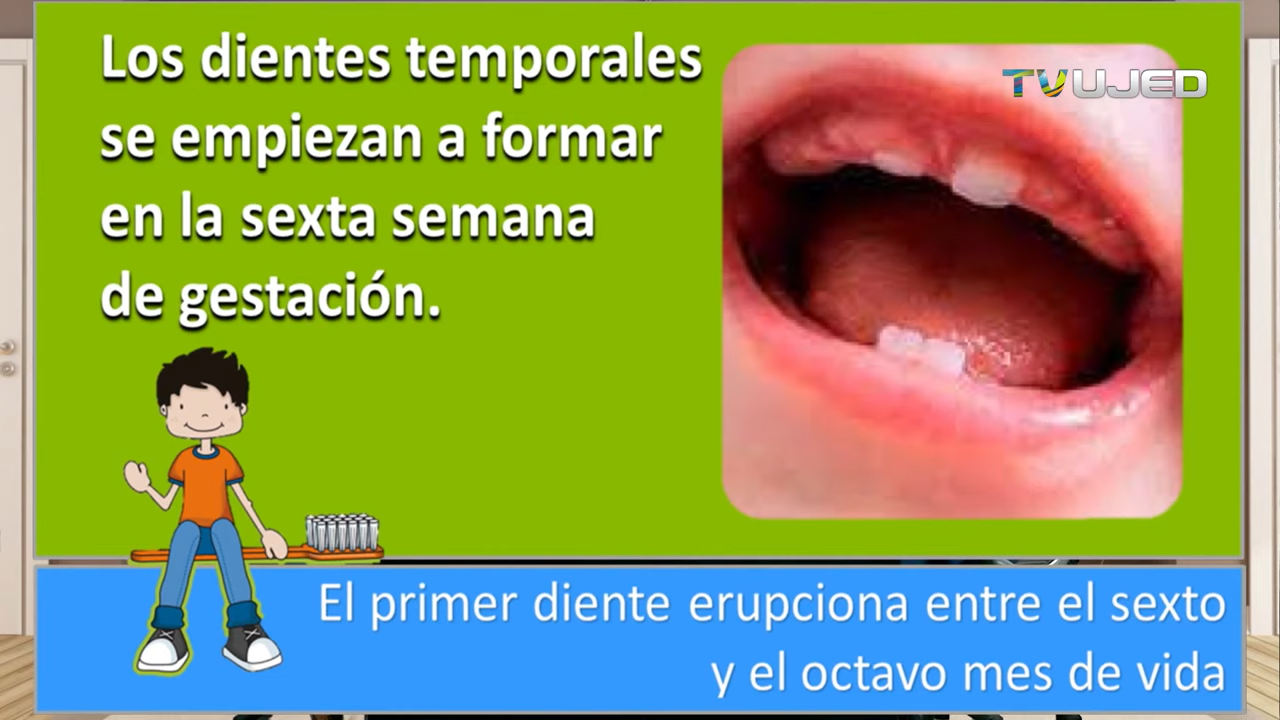 Los dientes temporales
se empiezan a formar
en la sexta semana
de gestación.
TVUJED
El primer diente erupciona entre el sexto
y el octavo mes de vida